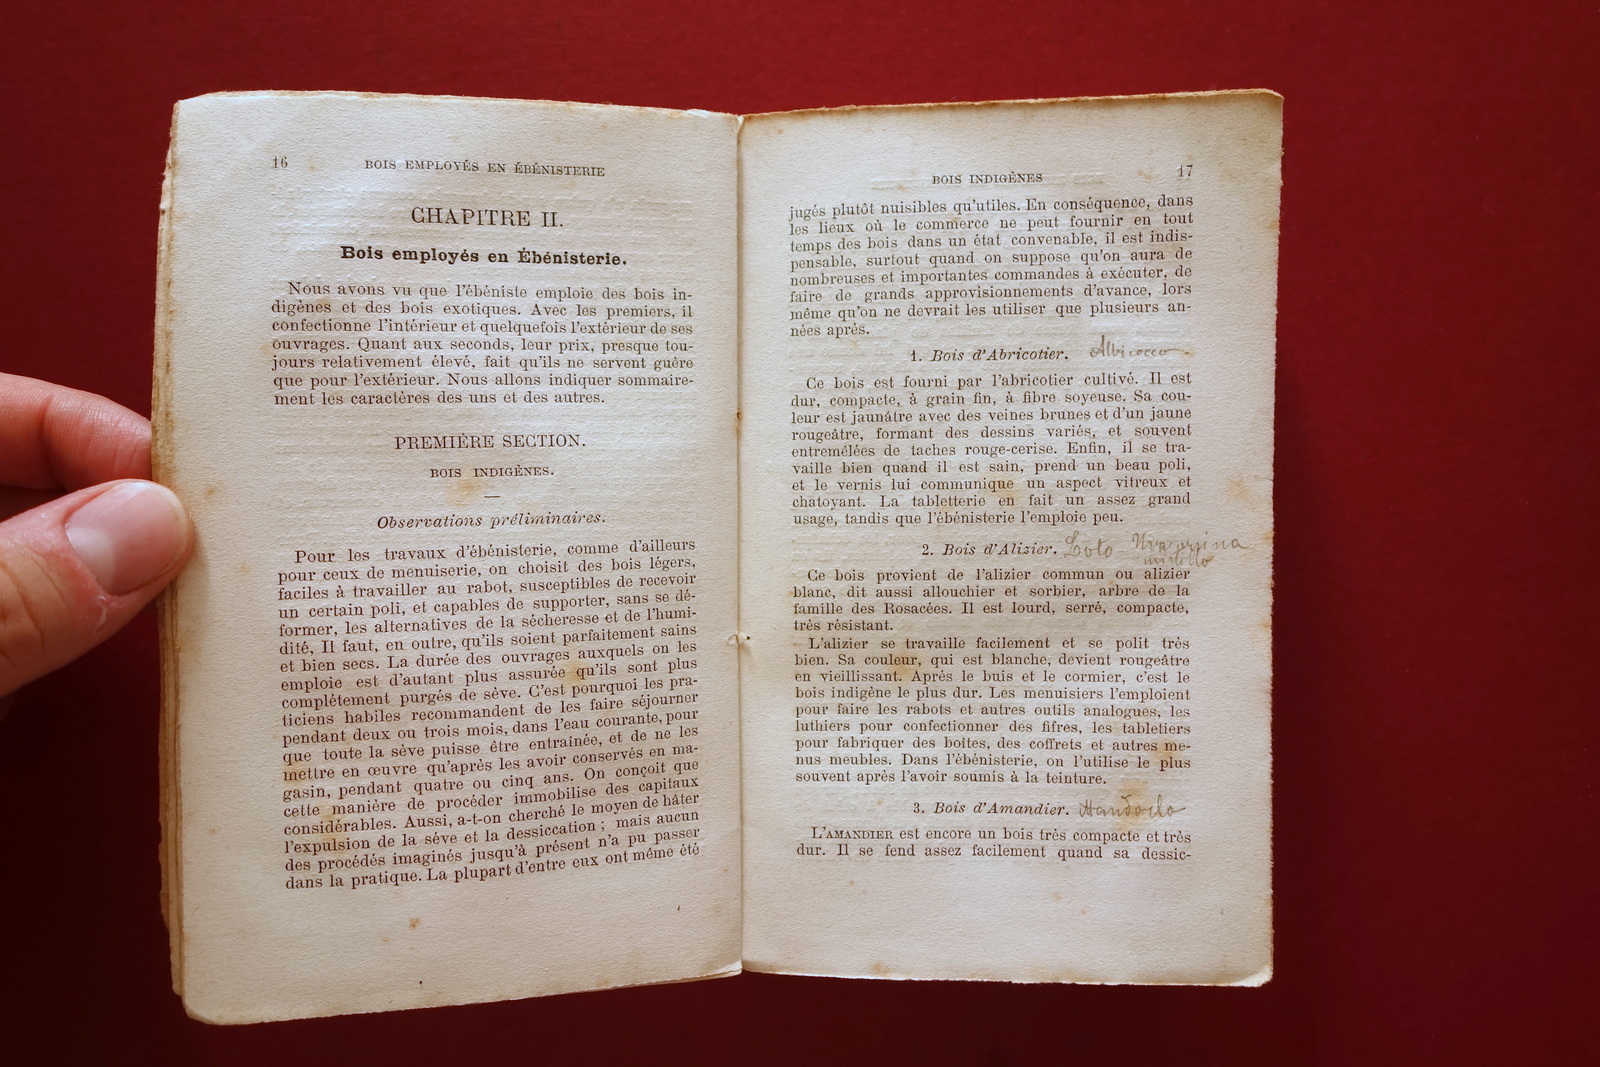 16
BOIS EMPLOYÉS EN ÉBÉNISTERIE
CHAPITRE II.
Bois employés en Ébénisterie.
Nous avons vu que l'ébéniste emploie des bois in-
digènes et des bois exotiques. Avec les premiers, il
confectionne l'intérieur et quelquefois l'extérieur de ses
ouvrages. Quant aux seconds, leur prix, presque tou-
jours relativement élevé, fait qu'ils ne servent guère
que pour l'extérieur. Nous allons indiquer sommaire-
ment les caractères des uns et des autres.
PREMIÈRE SECTION.
BOIS INDIGÈNES.
Observations préliminaires.
Pour les travaux d'ébénisterie, comme d'ailleurs
pour ceux de menuiserie, on choisit des bois légers,
faciles à travailler au rabot, susceptibles de recevoir
un certain poli, et capables de supporter, sans se dé-
former, les alternatives de la sécheresse et de l'humi-
dité, Il faut, en outre, qu'ils soient parfaitement sains
et bien secs. La durée des ouvrages auxquels on les
emploie est d'autant plus assurée qu'ils sont plus
complétement purgés de sève. C'est pourquoi les pra-
ticiens habiles recommandent de les faire séjourner
pendant deux ou trois mois, dans l'eau courante, pour
que toute la sève puisse être entrainée, et de ne les
mettre en œuvre qu'après les avoir conservés en ma-
gasin, pendant quatre ou cinq ans. On conçoit que
cette manière de procéder immobilise des capitaux
considérables. Aussi, a-t-on cherché le moyen de hâter
l'expulsion de la sève et la dessiccation ; mais aucun
des procédés imaginés jusqu'à présent n'a pu passer
dans la pratique. La plupart d'entre eux ont même été
BOIS INDIGÈNES
17
jugés plutôt nuisibles qu'utiles. En conséquence, dans
les lieux où le commerce ne peut fournir en tout
temps des bois dans un état convenable, il est indis-
pensable, surtout quand on suppose qu'on aura de
nombreuses et importantes commandes à exécuter, de
faire de grands approvisionnements d'avance, lors
même qu'on ne devrait les utiliser que plusieurs an-
nées après.
1. Bois d'Abricotier. Albicocco
Ce bois est fourni par l'abricotier cultivé. Il est
dur, compacte, à grain fin, à fibre soyeuse. Sa cou-
leur est jaunâtre avec des veines brunes et d'un jaune
rougeâtre, formant des dessins variés, et souvent
entremêlées de taches rouge-cerise. Enfin, il se tra-
vaille bien quand il est sain, prend un beau poli,
et le vernis lui communique un aspect vitreux et
chatoyant. La tabletterie en fait un assez grand
usage, tandis que l'ébénisterie l'emploie peu.
2. Bois d'Alizier. Loto
Ce bois provient de l'alizier commun ou alizier
blanc, dit aussi allouchier et sorbier, arbre de la
famille des Rosacées. Il est lourd, serré, compacte,
très résistant.
L'alizier se travaille facilement et se polit très
bien. Sa couleur, qui est blanche, devient rougeâtre
en vieillissant. Après le buis et le cormier, c'est le
bois indigène le plus dur. Les menuisiers l'emploient
pour faire les rabots et autres outils analogues, les
luthiers pour confectionner des fifres, les tabletiers
pour fabriquer des boîtes, des coffrets et autres me-
nus meubles. Dans l'ébénisterie, on l'utilise le plus
souvent après l'avoir soumis à la teinture.
3. Bois d'Amandier. Mandorlo
L'AMANDIER est encore un bois très compacte et très
dur. Il se fend assez facilement quand sa dessic-